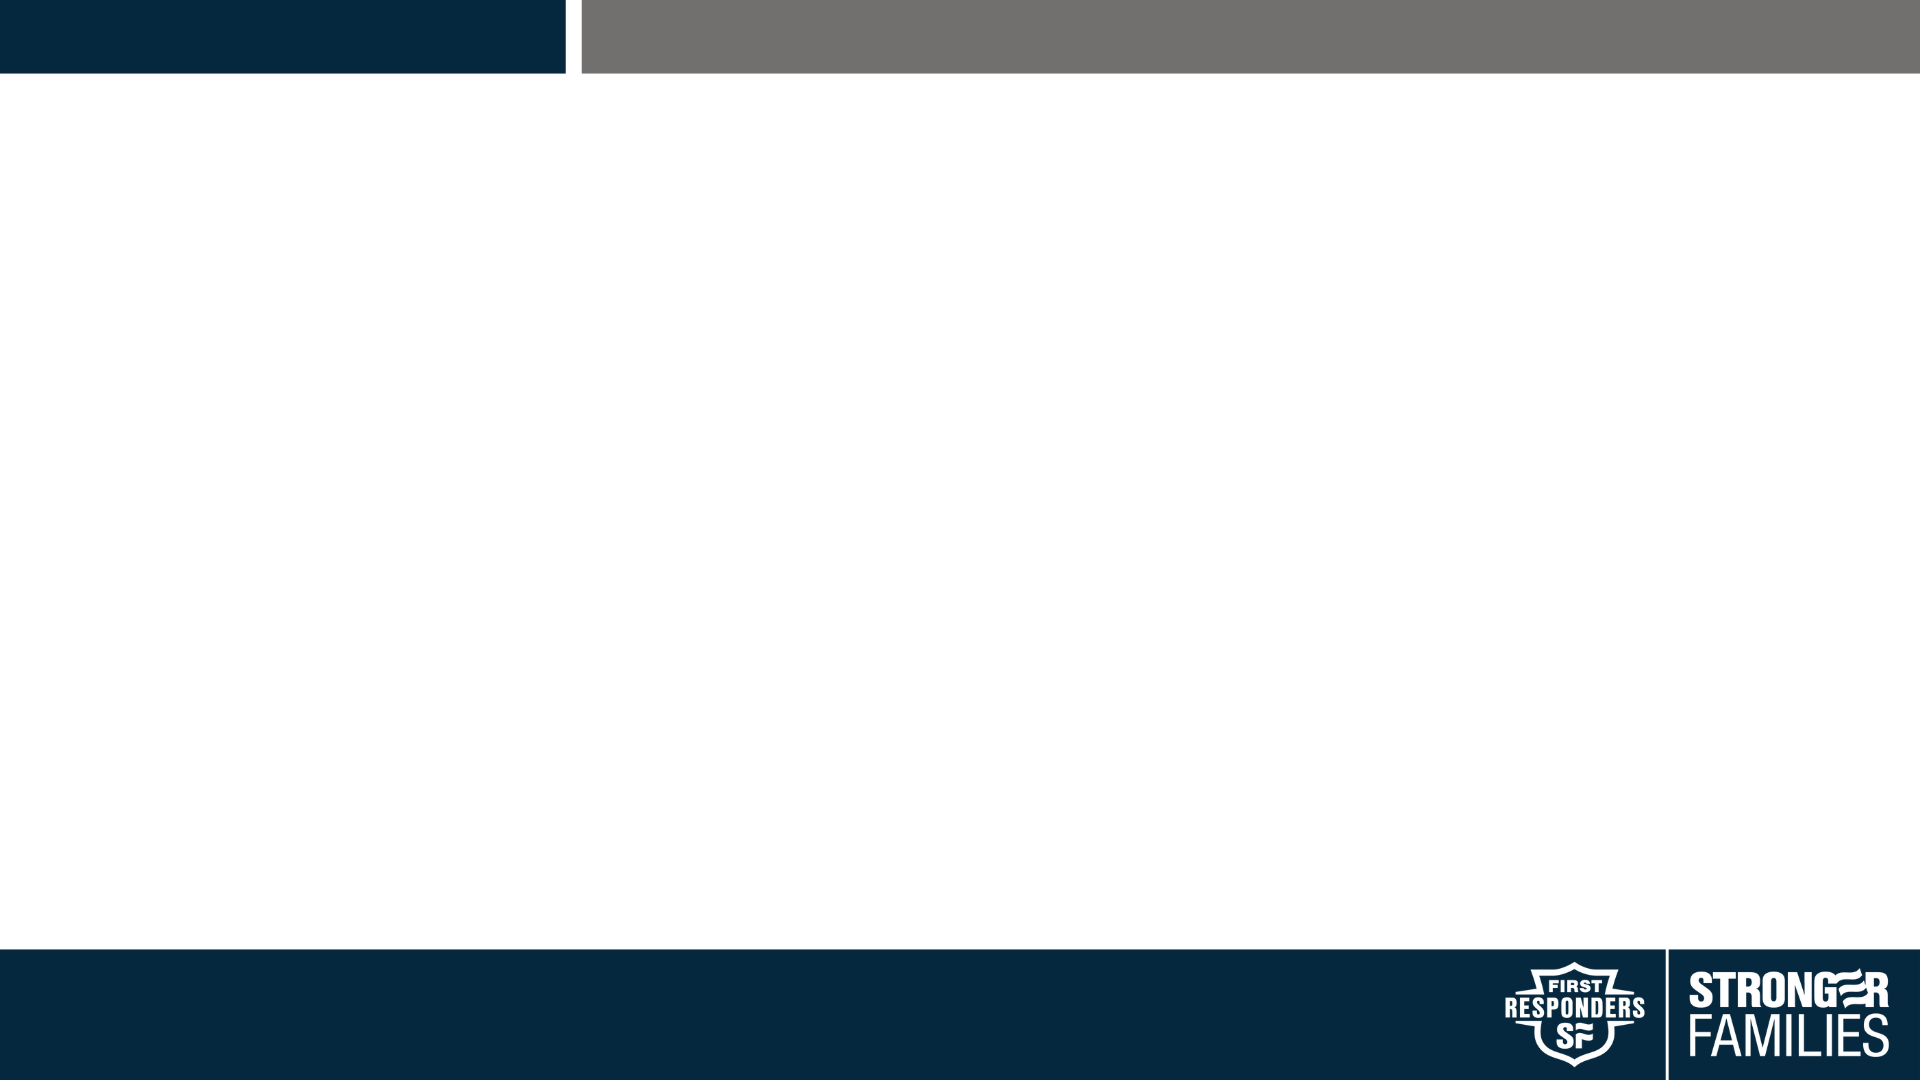 FIRST
RESPONDERS
SF
STRONGER
FAMILIES